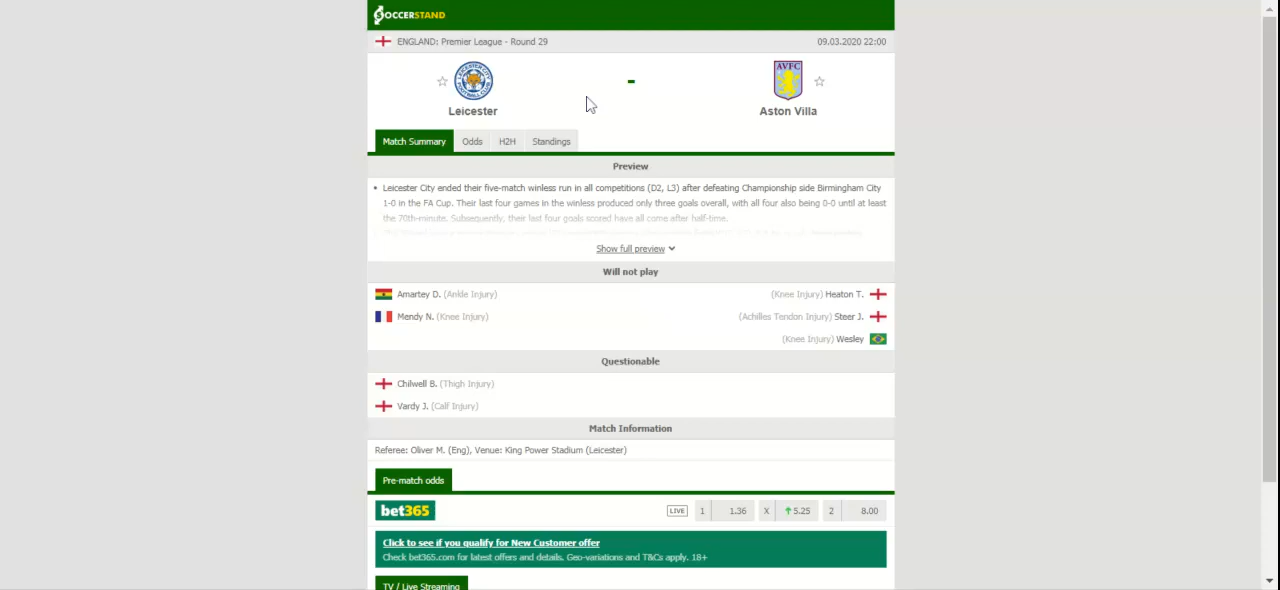 SOCCERSTAND
ENGLAND: Premier League - Round 29
09.03.2020 22:00
AVFC
LEICESTER CITY
FOOTBALL CLUB
-
Leicester
Aston Villa
Match Summary
Odds
H2H
Standings
Preview
• Leicester City ended their five-match winless run in all competitions (D2, L3) after defeating Championship side Birmingham City
1-0 in the FA Cup. Their last four games in the winless produced only three goals overall, with all four also being 0-0 until at least
the 70th-minute. Subsequently, their last four goals scored have all come after half-time.
Show full preview
Will not play
Amartey D. (Ankle Injury)
(Knee Injury) Heaton T.
Mendy N. (Knee Injury)
(Achilles Tendon Injury) Steer J.
(Knee Injury) Wesley
Questionable
Chilwell B. (Thigh Injury)
Vardy J. (Calf Injury)
Match Information
Referee: Oliver M. (Eng), Venue: King Power Stadium (Leicester)
Pre-match odds
bet365
LIVE
1 1.36
X 5.25
2 8.00
Click to see if you qualify for New Customer offer
Check bet365.com for latest offers and details. Geo-variations and T&Cs apply. 18+
TV / Live Streaming